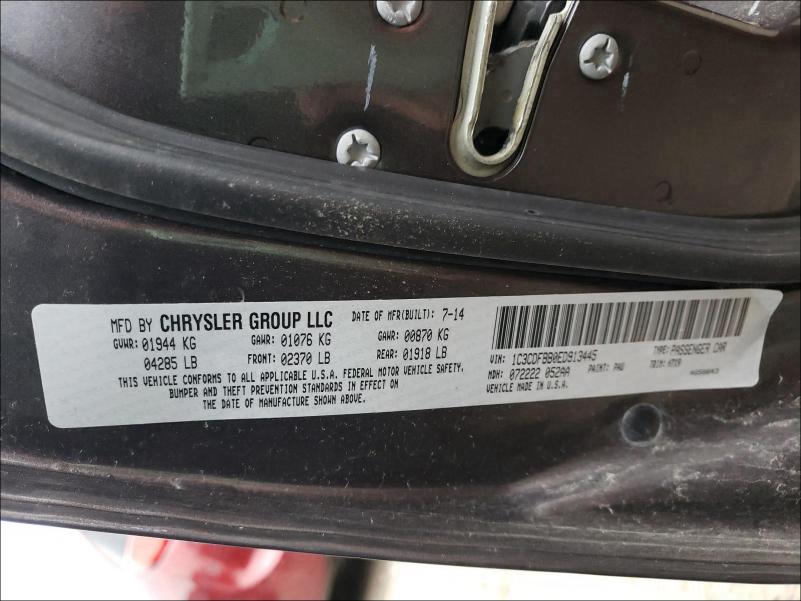 MFD BY CHRYSLER GROUP LLC DATE OF MFR(BUILT): 7-14
GVWR: 01944 KG GAWR: 01076 KG GAWR: 00870 KG
04285 LB FRONT: 02370 LB REAR: 01918 LB
THIS VEHICLE CONFORMS TO ALL APPLICABLE U.S.A. FEDERAL MOTOR VEHICLE SAFETY,
BUMPER AND THEFT PREVENTION STANDARDS IN EFFECT ON
THE DATE OF MANUFACTURE SHOWN ABOVE.
VIN: 1C3CDFBB0ED913445 TYPE: PASSENGER CAR
MDH: 072222 052AA PAINT: PAU TRIM: 
VEHICLE MADE IN U.S.A.